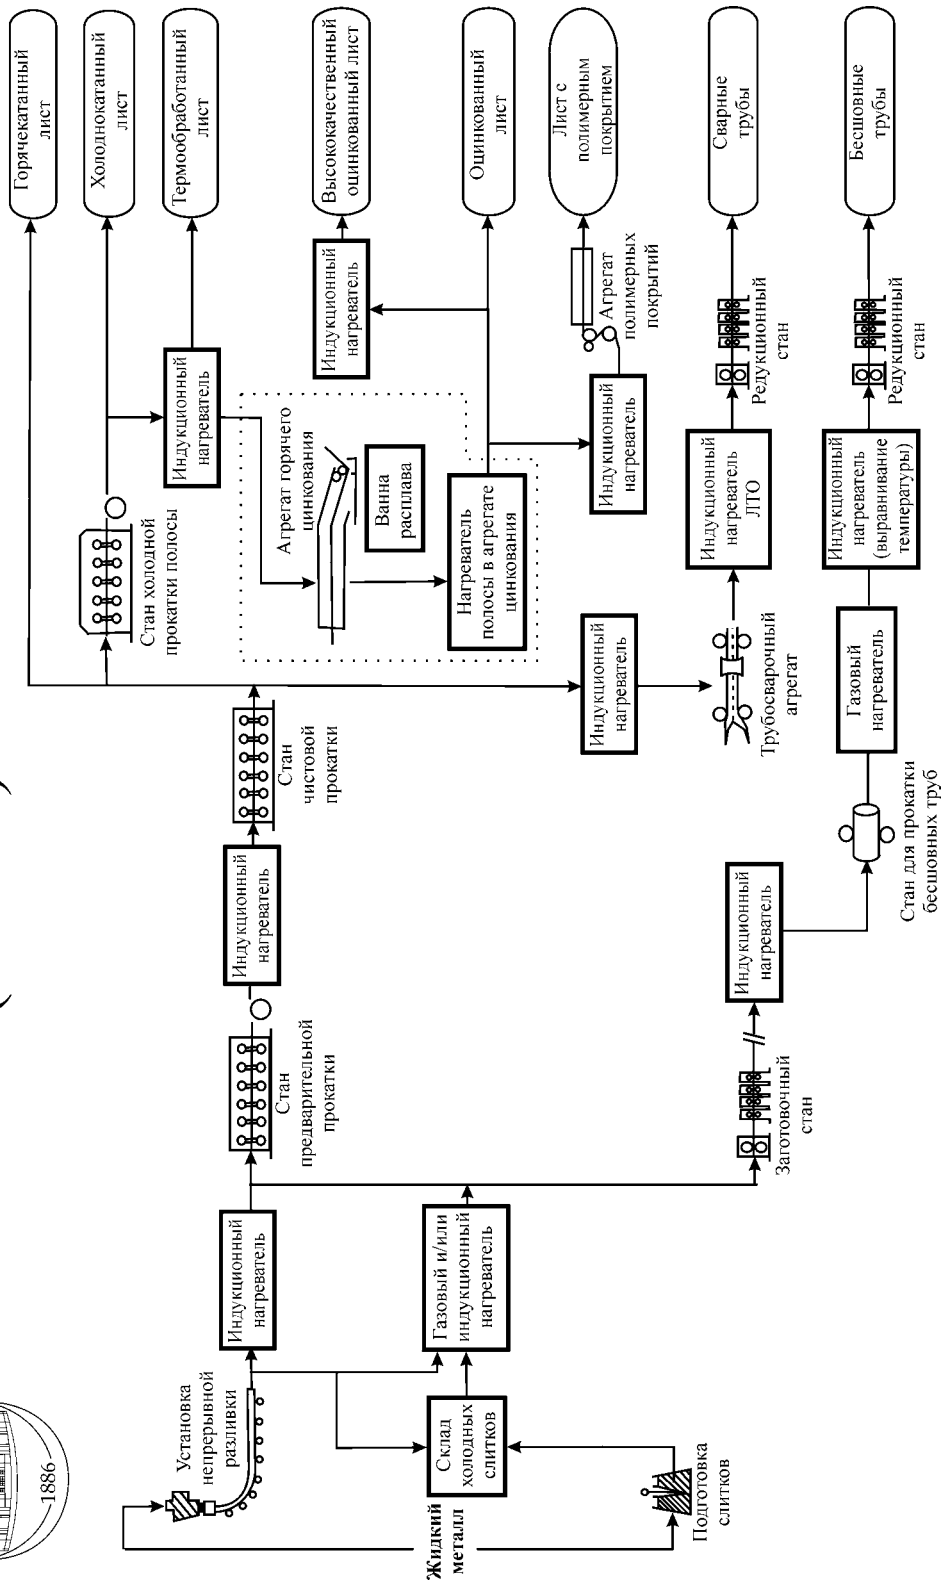 Горячекатанный
лист
Холоднокатанный
лист
Термообработанный
лист
Высококачественный
оцинкованный лист
Оцинкованный
лист
Лист с
полимерным
покрытием
Сварные
трубы
Бесшовные
трубы
Индукционный
нагреватель
Агрегат
полимерных
покрытий
Редукционный
стан
Редукционный
стан
Стан холодной
прокатки полосы
Индукционный
нагреватель
Агрегат горячего
цинкования
Ванна
расплава
Нагреватель
полосы в агрегате
цинкования
Индукционный
нагреватель
Индукционный
нагреватель
ЛТО
Индукционный
нагреватель
(выравнивание
температуры)
Стан
чистовой
прокатки
Индукционный
нагреватель
Трубосварочный
агрегат
Газовый
нагреватель
Индукционный
нагреватель
Стан
предварительной
прокатки
Индукционный
нагреватель
Стан для прокатки
бесшовных труб
Заготовочный
стан
Индукционный
нагреватель
Газовый и/или
индукционный
нагреватель
Установка
непрерывной
разливки
Склад
холодных
слитков
Подготовка
слитков
Жидкий
металл
1886